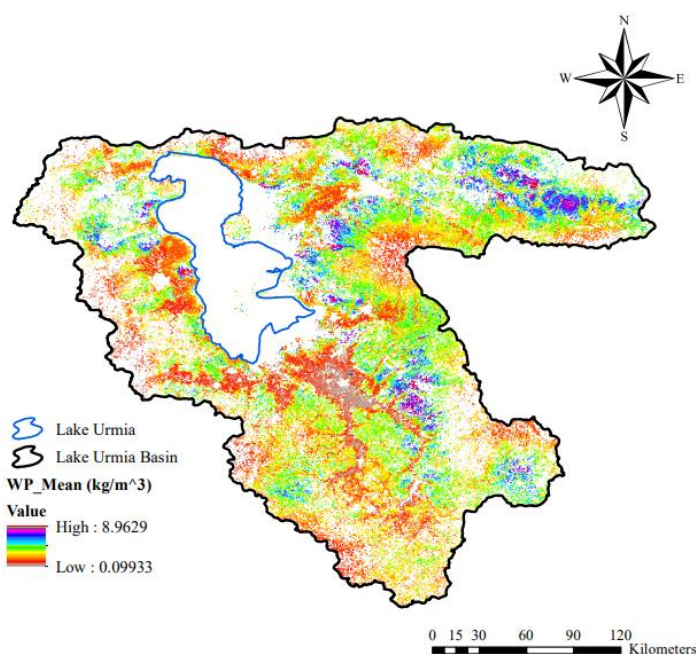 N
W E
S
Lake Urmia
Lake Urmia Basin
WP_Mean (kg/m^3)
Value
High : 8.9629
Low : 0.09933
0 15 30 60 90 120
Kilometers